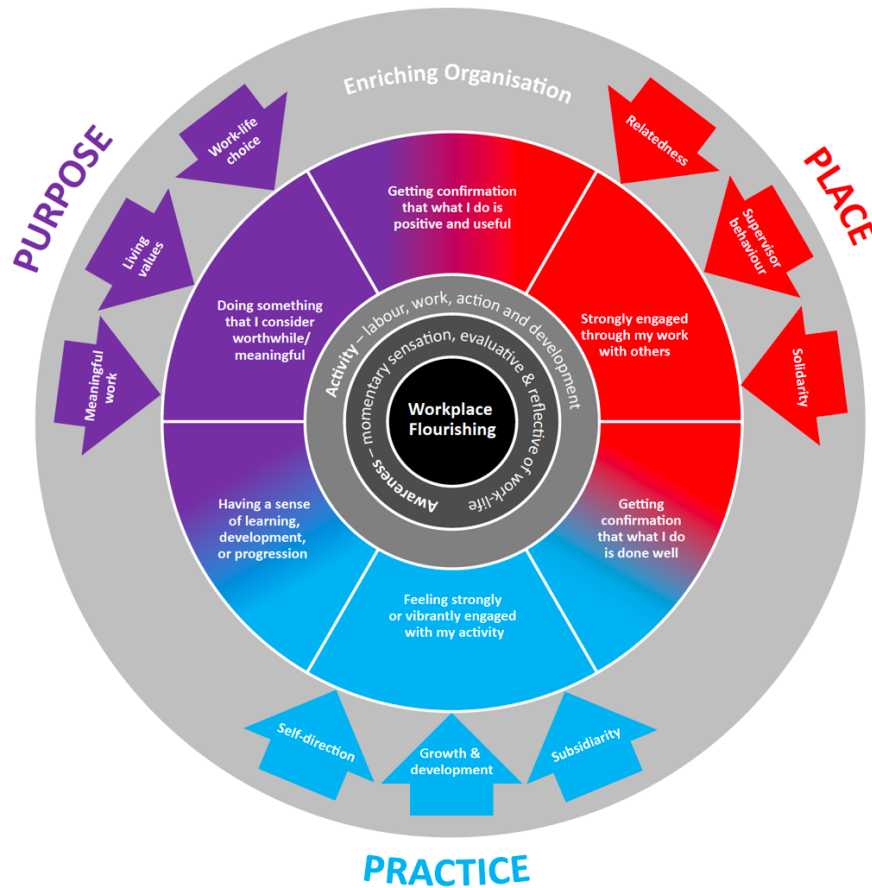 Enriching Organisation
PURPOSE
Work-life
choice
Living
values
Meaningful
work
PLACE
Relatedness
Supervisor
behaviour
Solidarity
Getting confirmation
that what I do is
positive and useful
Doing something
that I consider
worthwhile/
meaningful
Strongly engaged
through my work
with others
Activity – labour, work, action and development
Awareness – momentary sensation, evaluative & reflective of work-life
Workplace
Flourishing
Having a sense
of learning,
development,
or progression
Getting
confirmation
that what I do
is done well
Feeling strongly
or vibrantly engaged
with my activity
Self-direction
Growth &
development
Subsidiarity
PRACTICE